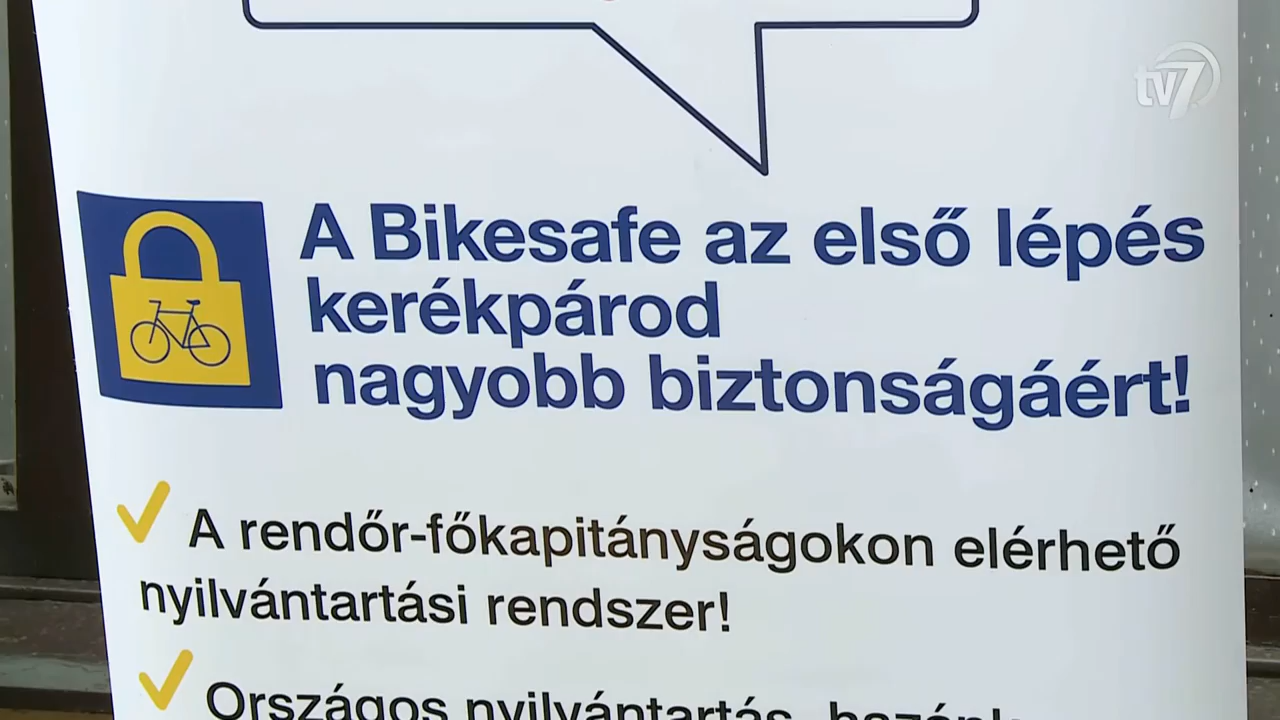 tv7
A Bikesafe az első lépés
kerékpárod
nagyobb biztonságáért!
A rendőr-főkapitányságokon elérhető
nyilvántartási rendszer!
Országos nyilvántartás,